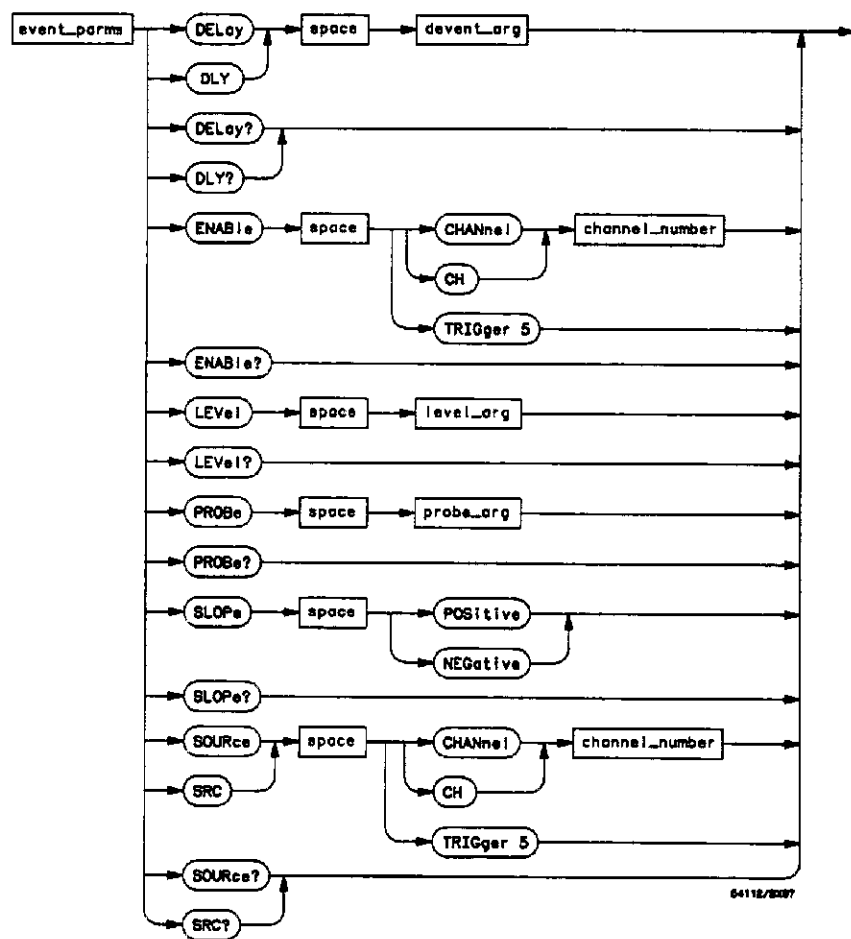 event_parms DELay space devent_arg
DLY
DELay?
DLY?
ENABle space CHANnel channel_number
CH
TRIGger 5
ENABle?
LEVel space level_arg
LEVel?
PROBe space probe_arg
PROBe?
SLOPe space POSitive
NEGative
SLOPe?
SOURce space CHANnel channel_number
SRC CH
TRIGger 5
SOURce?
SRC?